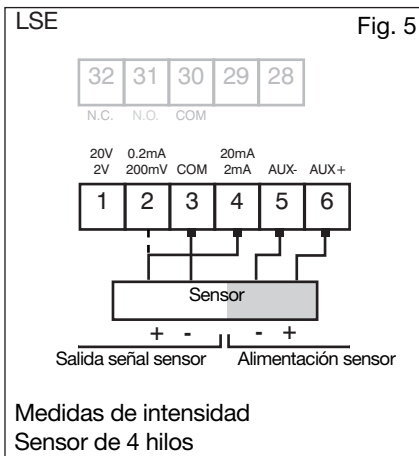 LSE Fig. 5
32 31 30 29 28
N.C. N.O. COM
20V 0.2mA 20mA
2V 200mV COM 2mA AUX- AUX+
1 2 3 4 5 6
Sensor
+ - - +
Salida señal sensor Alimentación sensor
Medidas de intensidad
Sensor de 4 hilos